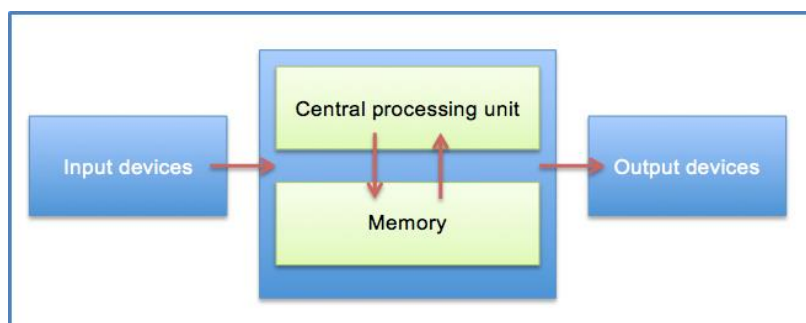 Central processing unit
Input devices
Output devices
Memory